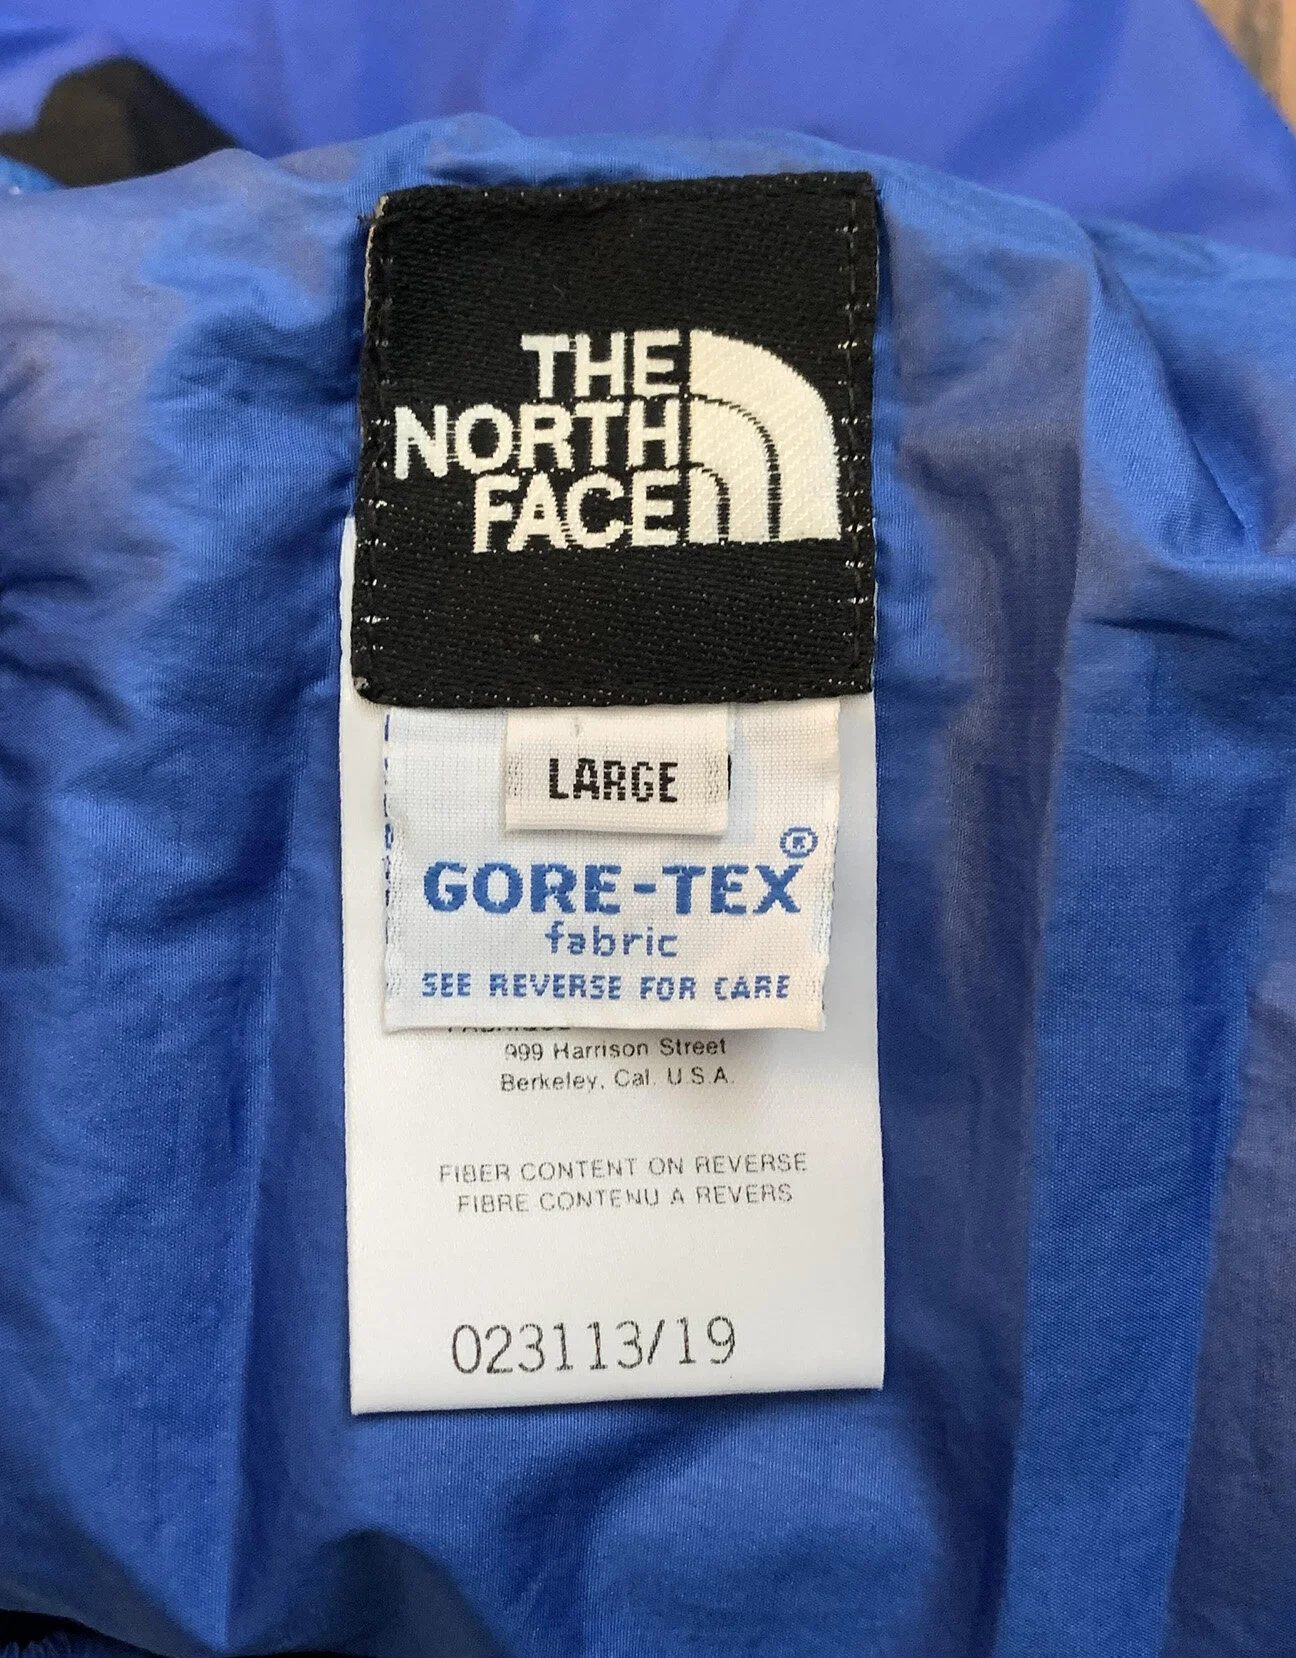 THE
NORTH
FACE
LARGE
GORE-TEX®
fabric
SEE REVERSE FOR CARE
999 Harrison Street
Berkeley, Cal. U.S.A.
FIBER CONTENT ON REVERSE
FIBRE CONTENU A REVERS
023113/19